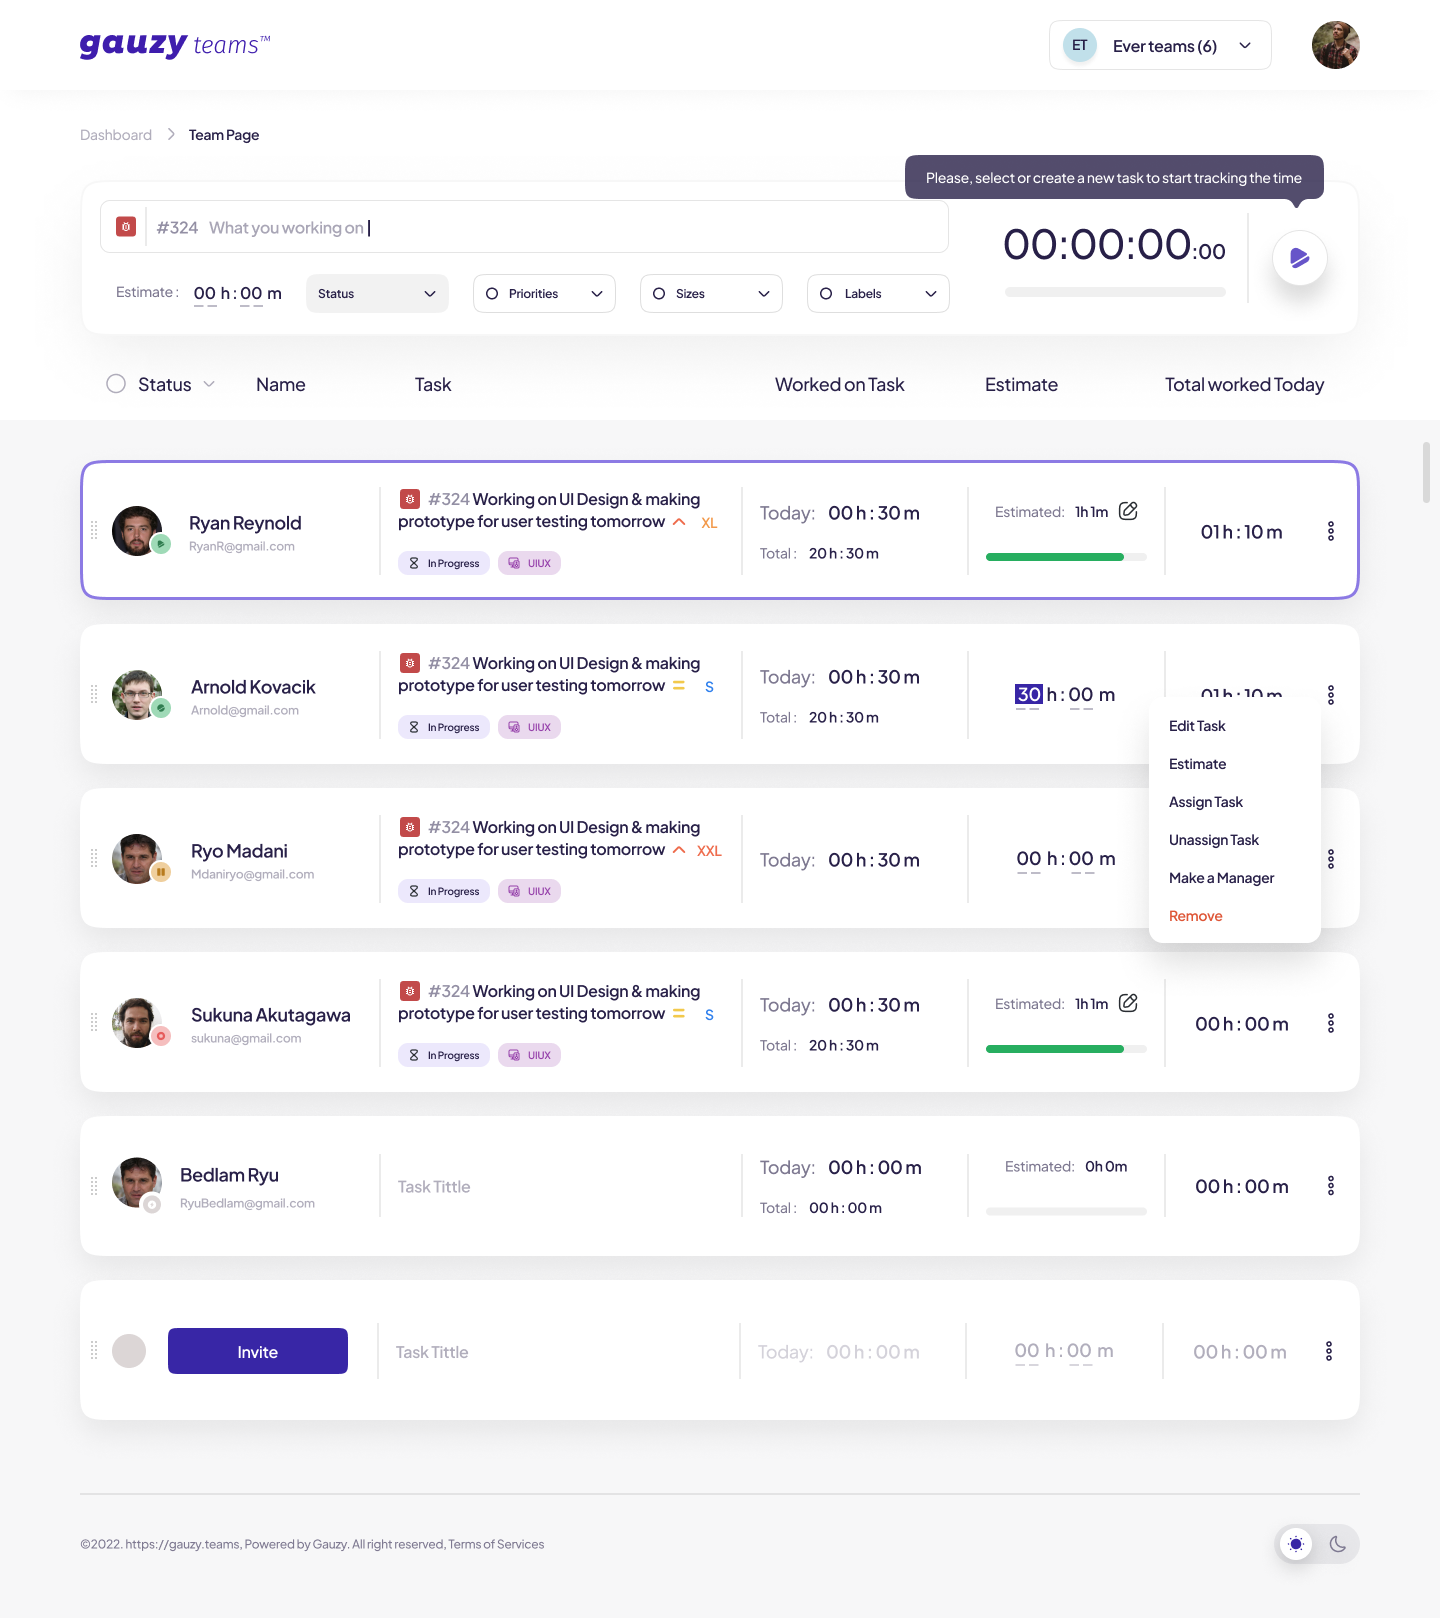 gauzy teams™
ET Ever teams (6)
Dashboard Team Page
Please, select or create a new task to start tracking the time
#324 What you working on
00:00:00:00
Estimate : 00 h : 00 m Status Priorities Sizes Labels
Status Name Task Worked on Task Estimate Total worked Today
Ryan Reynold
RyanR@gmail.com
#324 Working on UI Design & making
prototype for user testing tomorrow XL
In Progress UIUX
Today: 00 h : 30 m
Total : 20 h : 30 m
Estimated: 1h 1m
01 h : 10 m
Arnold Kovacik
Arnold@gmail.com
#324 Working on UI Design & making
prototype for user testing tomorrow S
In Progress UIUX
Today: 00 h : 30 m
Total : 20 h : 30 m
30 h : 00 m
01 h : 10 m
Edit Task
Estimate
Assign Task
Unassign Task
Make a Manager
Remove
Ryo Madani
Mdaniryo@gmail.com
#324 Working on UI Design & making
prototype for user testing tomorrow XXL
In Progress UIUX
Today: 00 h : 30 m
00 h : 00 m
Sukuna Akutagawa
sukuna@gmail.com
#324 Working on UI Design & making
prototype for user testing tomorrow S
In Progress UIUX
Today: 00 h : 30 m
Total : 20 h : 30 m
Estimated: 1h 1m
00 h : 00 m
Bedlam Ryu
RyuBedlam@gmail.com
Task Tittle
Today: 00 h : 00 m
Total : 00 h : 00 m
Estimated: 0h 0m
00 h : 00 m
Invite
Task Tittle
Today: 00 h : 00 m
00 h : 00 m
00 h : 00 m
©2022. https://gauzy.teams, Powered by Gauzy. All right reserved, Terms of Services